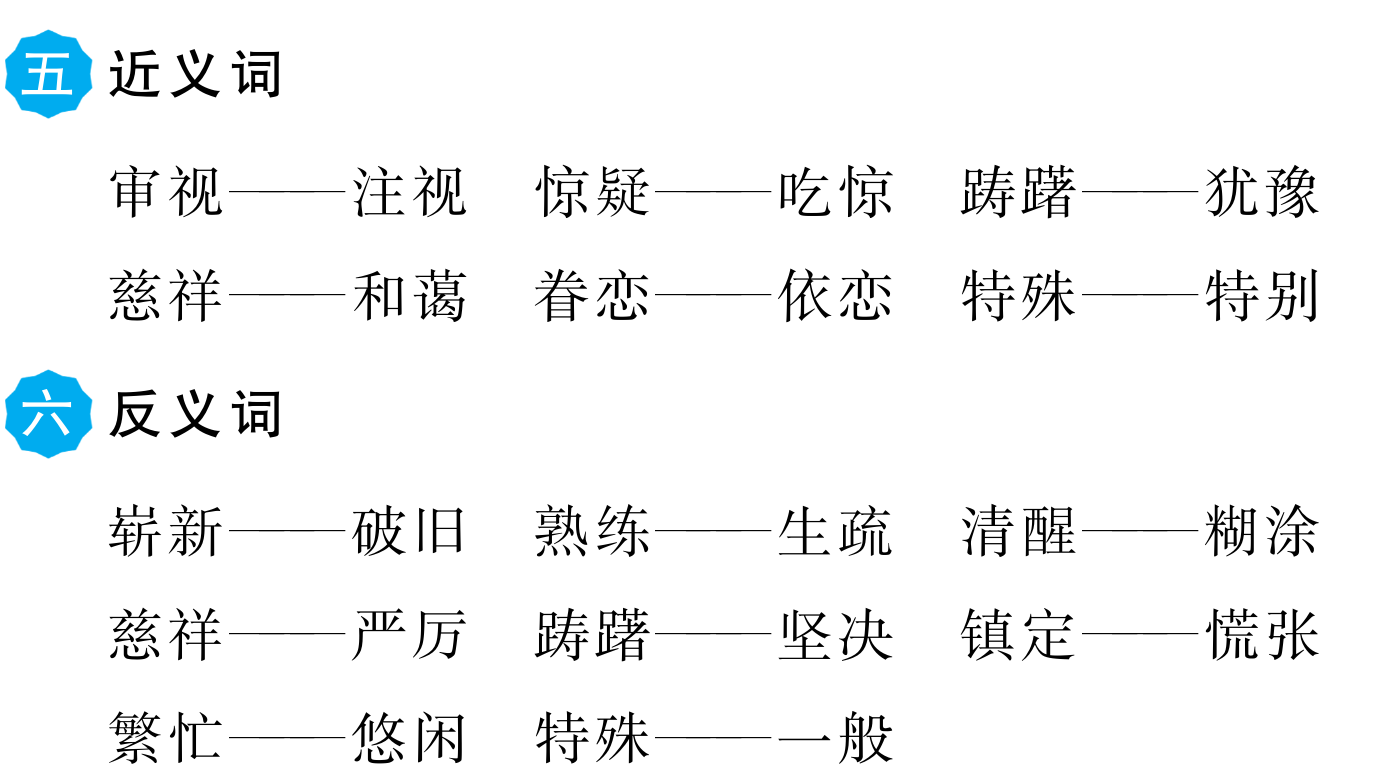 五 近义词
审视——注视 惊疑——吃惊 踌躇——犹豫
慈祥——和蔼 眷恋——依恋 特殊——特别
六 反义词
崭新——破旧 熟练——生疏 清醒——糊涂
慈祥——严厉 踌躇——坚决 镇定——慌张
繁忙——悠闲 特殊——一般